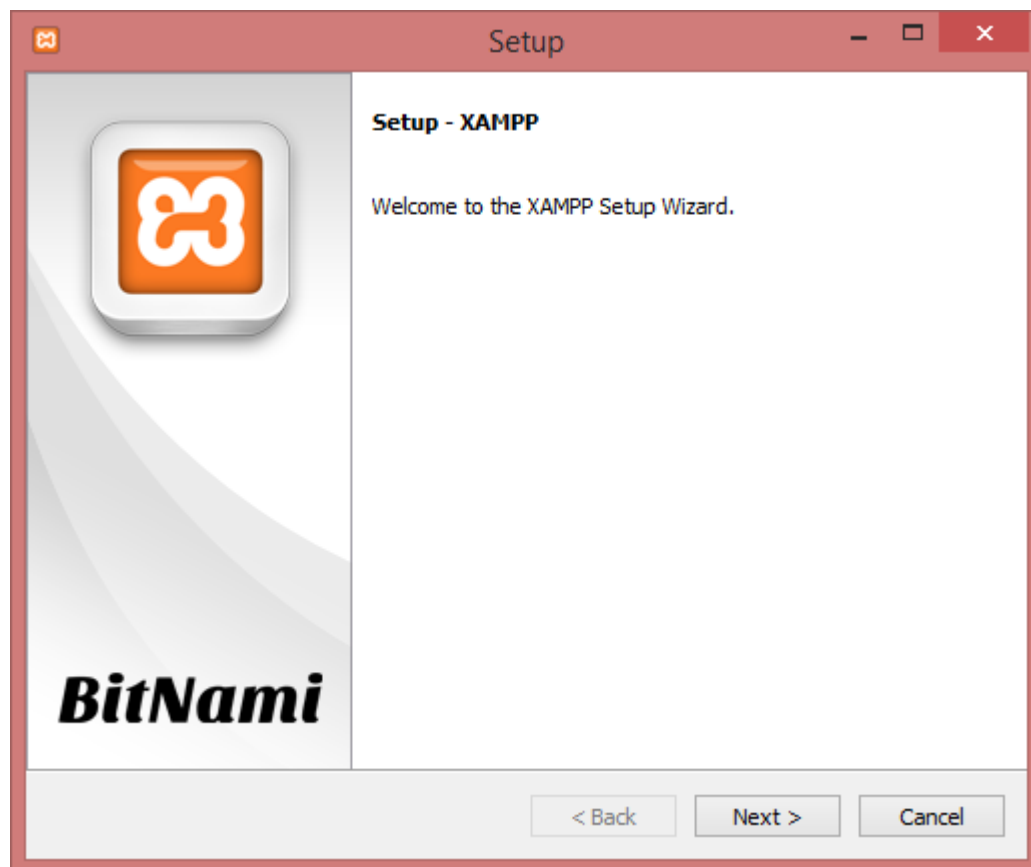 Setup
Setup - XAMPP
Welcome to the XAMPP Setup Wizard.
BitNami
< Back
Next >
Cancel